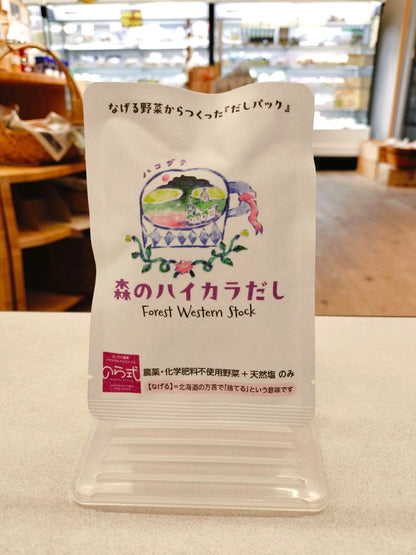 なげる野菜からつくった『だしパック』
ハコダテ
森のハイカラだし
Forest Western Stock
のら式
農薬・化学肥料不使用野菜＋天然塩 のみ
【なげる】=北海道の方言で「捨てる」という意味です